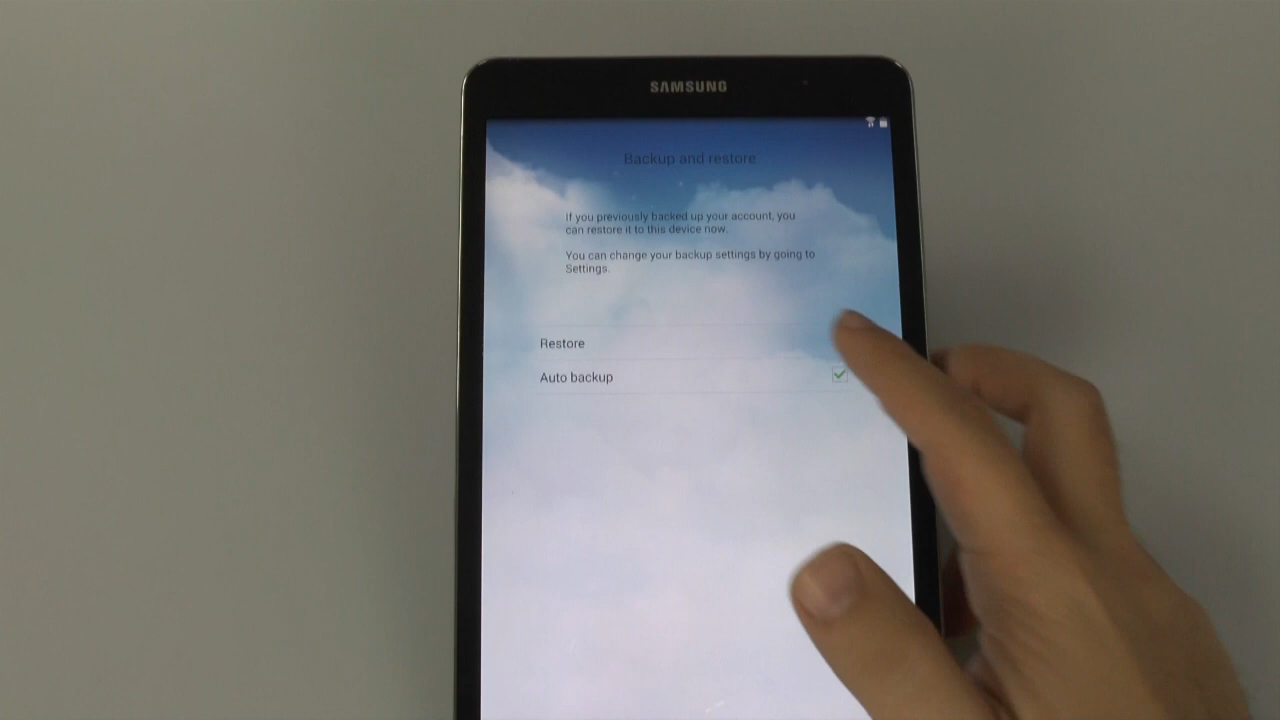 SAMSUNG
Backup and restore
If you previously backed up your account, you
can restore it to this device now.
You can change your backup settings by going to
Settings.
Restore
Auto backup